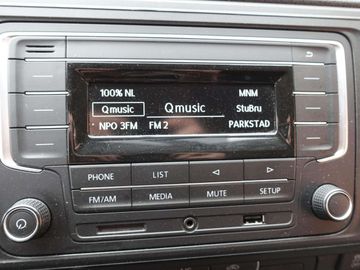 100% NL MNM
Qmusic Qmusic StuBru
NPO 3FM FM 2 PARKSTAD
PHONE LIST
FM/AM MEDIA MUTE SETUP